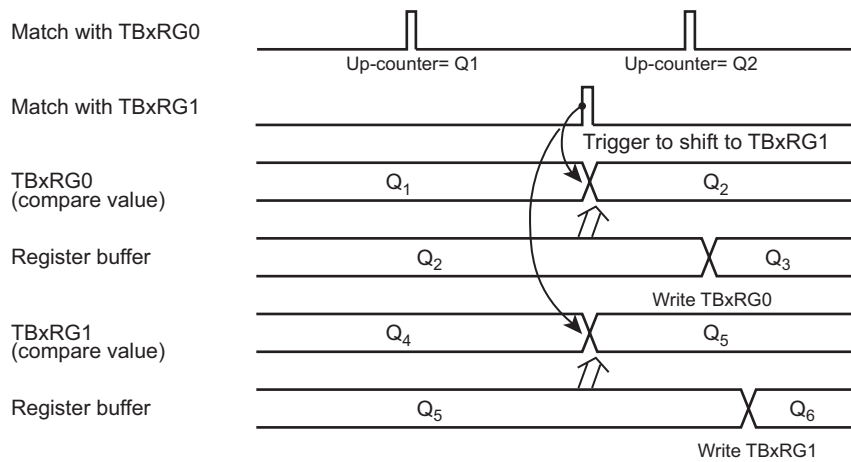 Match with TBxRG0
Up-counter= Q1
Up-counter= Q2
Match with TBxRG1
Trigger to shift to TBxRG1
TBxRG0
(compare value)
Q1
Q2
Register buffer
Q2
Q3
Write TBxRG0
TBxRG1
(compare value)
Q4
Q5
Register buffer
Q5
Q6
Write TBxRG1